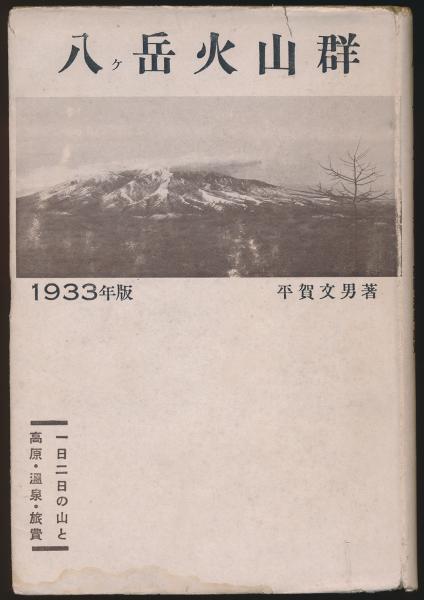 八ヶ岳火山群
1933年版
平賀文男著
一日二日の山と
高原・溫泉・旅費